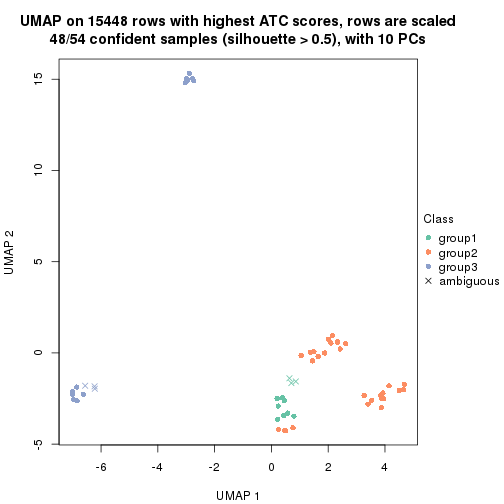 UMAP on 15448 rows with highest ATC scores, rows are scaled
48/54 confident samples (silhouette > 0.5), with 10 PCs
15
10
5
0
-5
UMAP 2
-6
-4
-2
0
2
4
UMAP 1
Class
group1
group2
group3
ambiguous